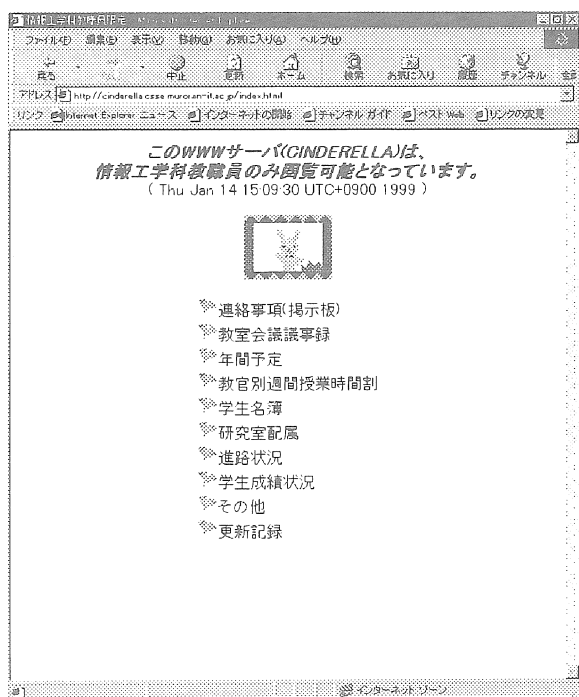 ファイル(F) 編集(E) 表示(V) 移動(G) お気に入り(A) ヘルプ(H)
戻る 中止 更新 ホーム 検索 お気に入り 履歴 チャンネル 全画
アドレス http://cinderella.csse.muroran-it.ac.jp/index.html
リンク Internet Explorer ニュース インターネットの開始 チャンネル ガイド ベスト Web リンクの変更
このWWWサーバ(CINDERELLA)は、
情報工学科教職員のみ閲覧可能となっています。
( Thu Jan 14 15:09:30 UTC+0900 1999 )
連絡事項(掲示板)
教室会議議事録
年間予定
教官別週間授業時間割
学生名簿
研究室配属
進路状況
学生成績状況
その他
更新記録
インターネット ゾーン